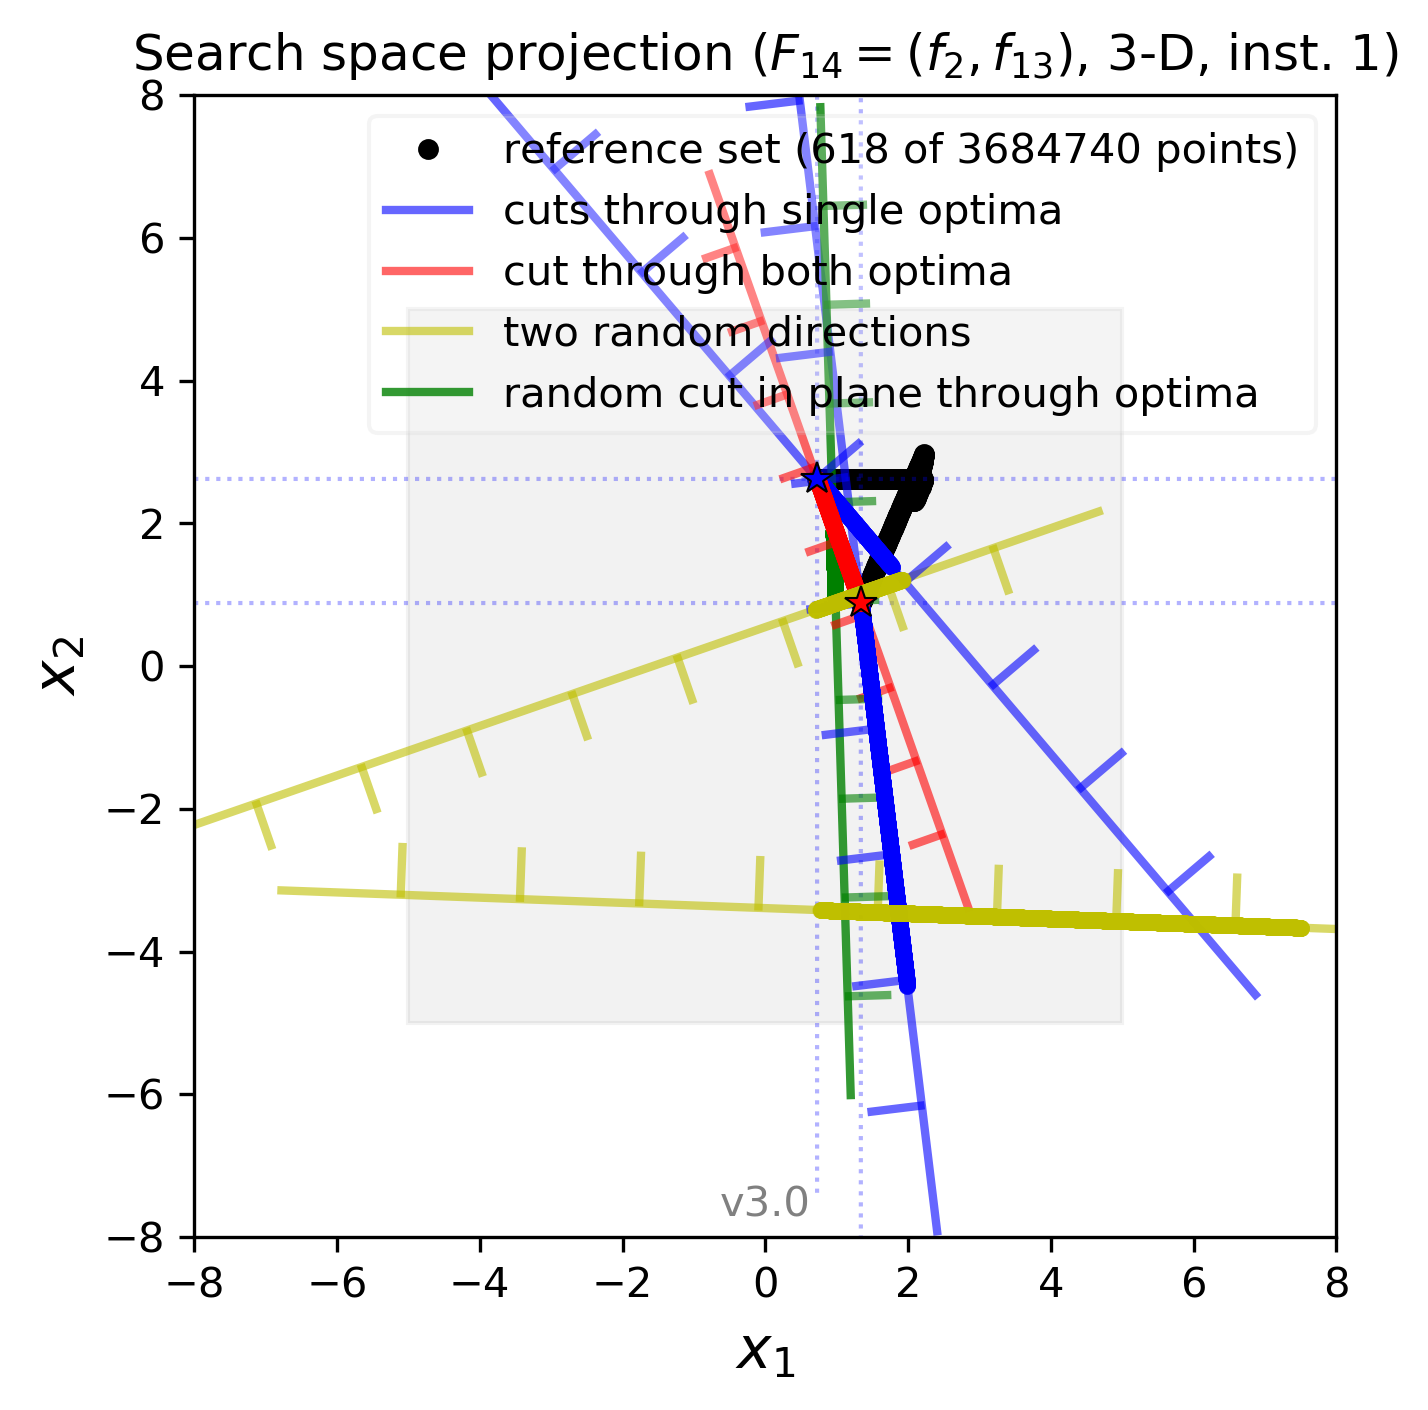 Search space projection (F₁₄ = (f₂, f₁₃), 3-D, inst. 1)
reference set (618 of 3684740 points)
cuts through single optima
cut through both optima
two random directions
random cut in plane through optima
8
6
4
2
0
−2
−4
−6
−8
x₂
v3.0
−8 −6 −4 −2 0 2 4 6 8
x₁